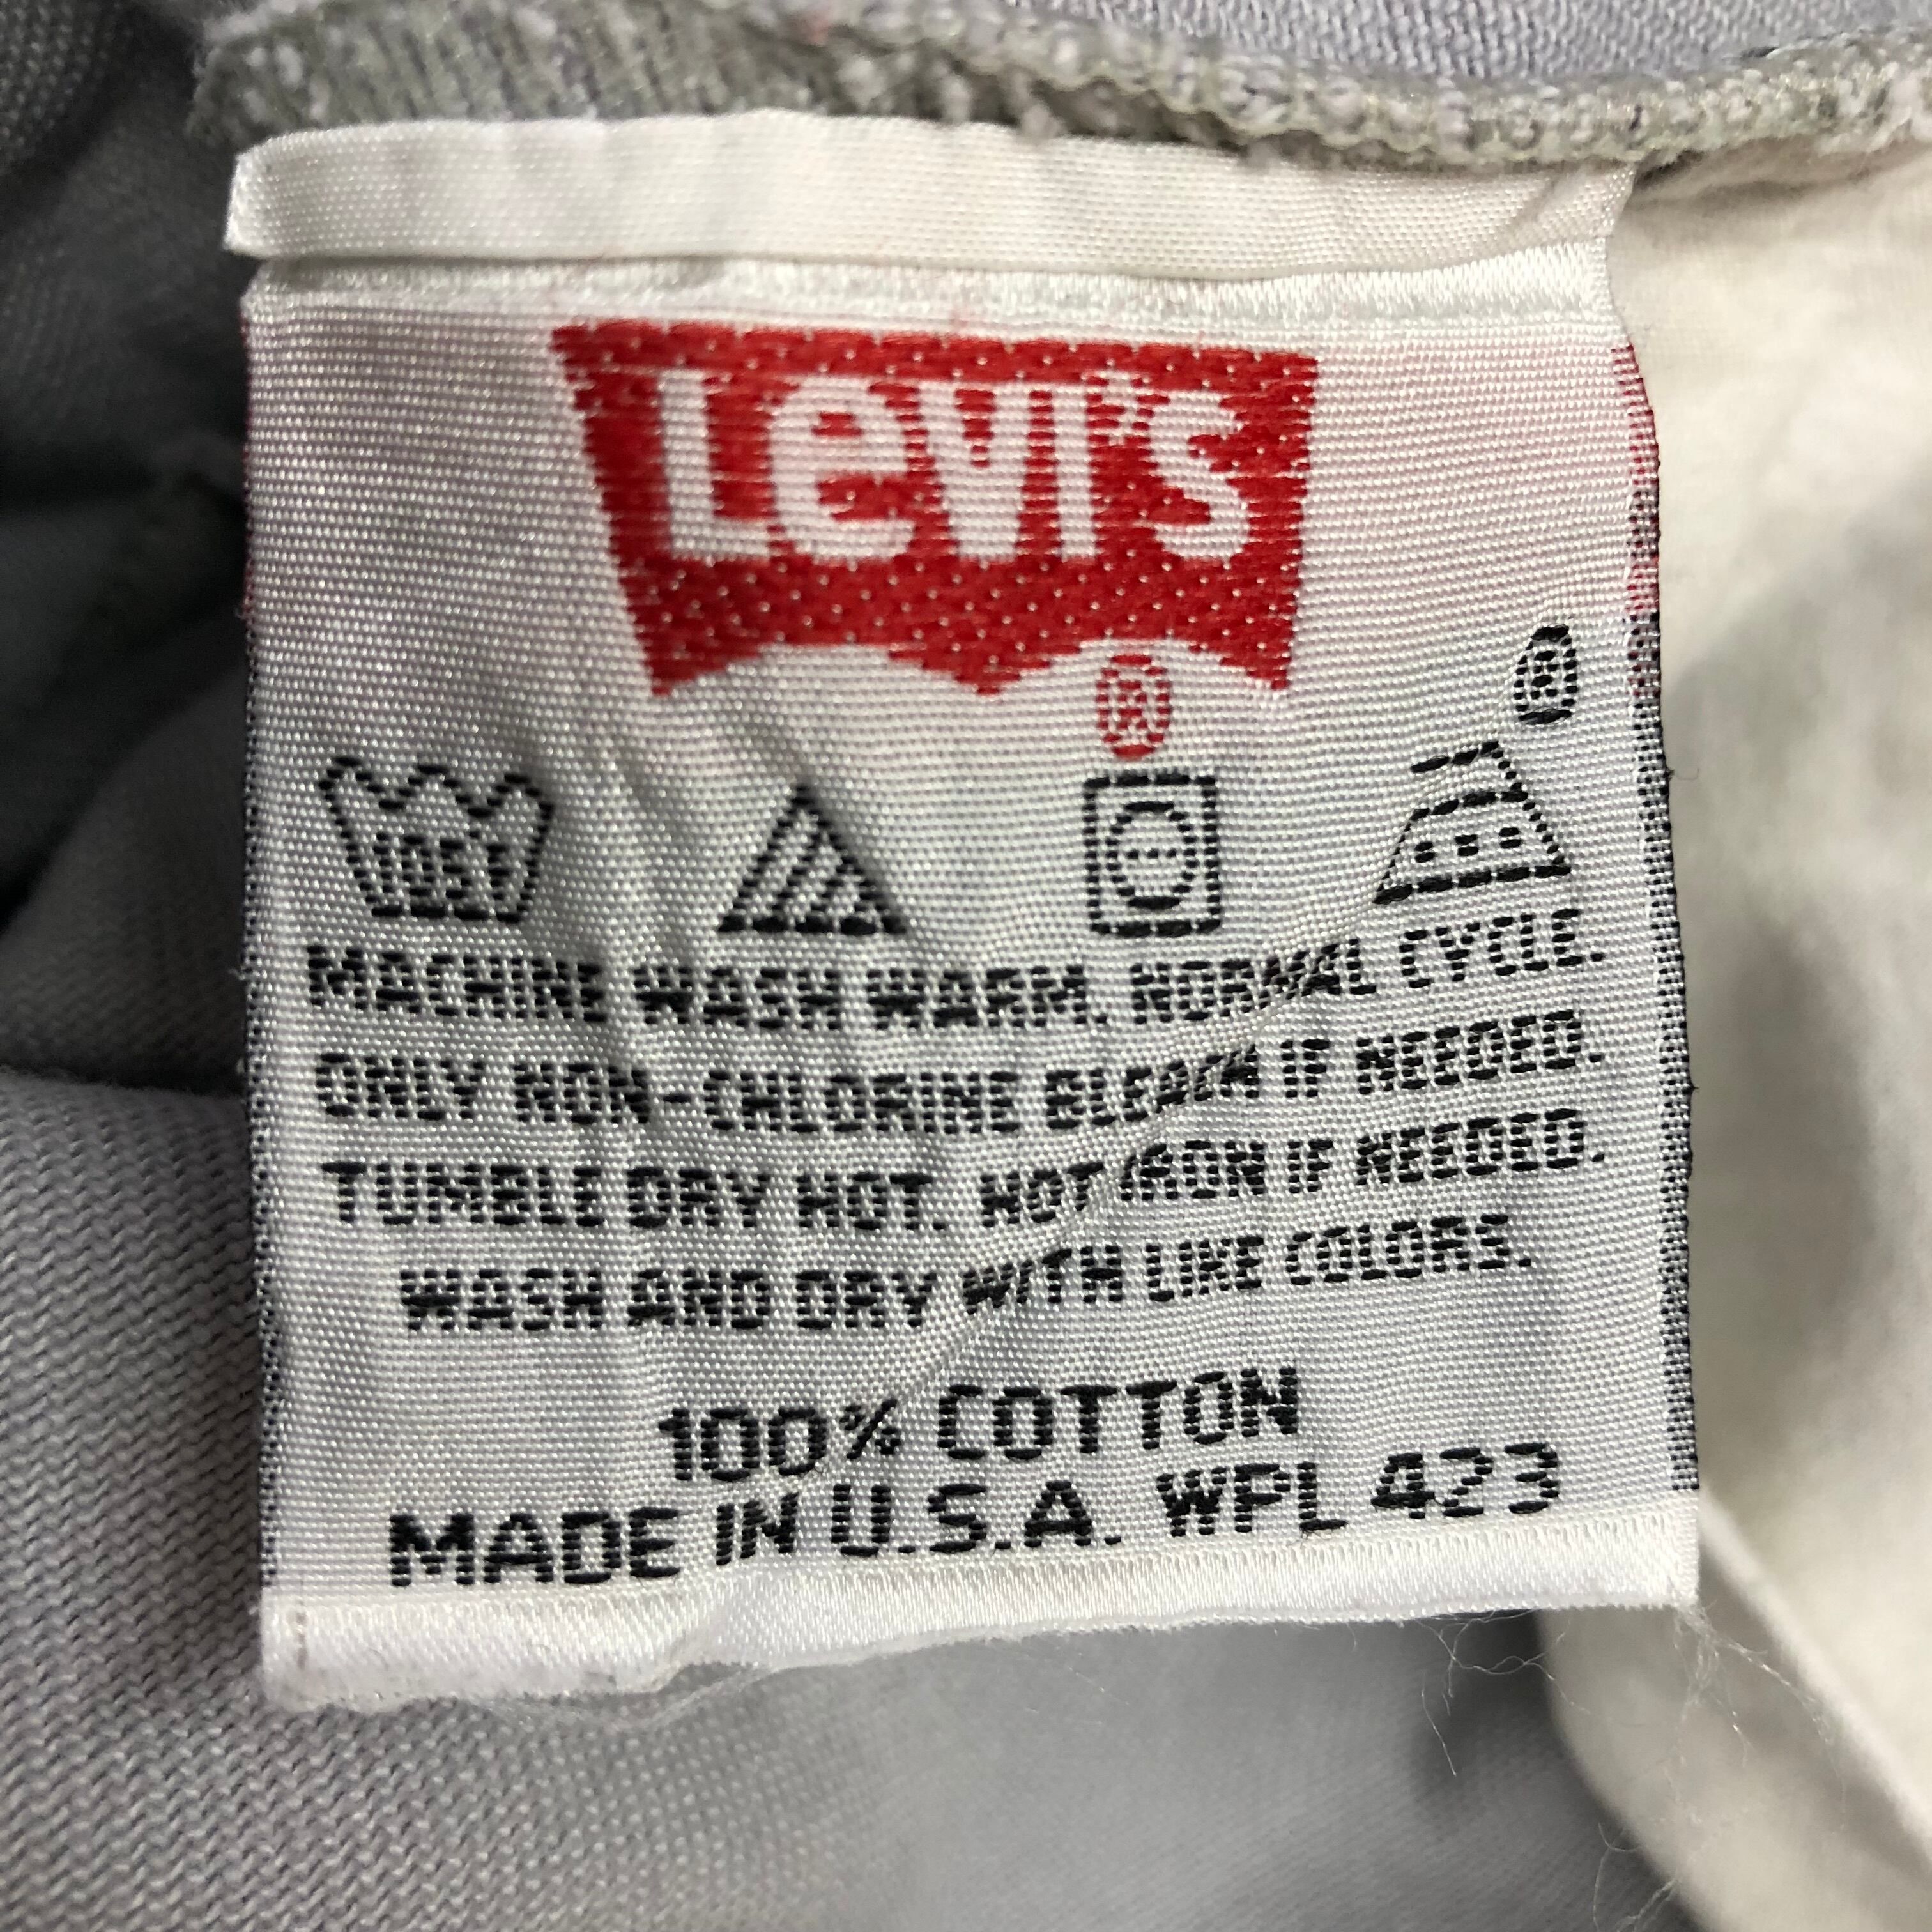 Levi's
®
®
105F
MACHINE WASH WARM. NORMAL CYCLE.
ONLY NON-CHLORINE BLEACH IF NEEDED.
TUMBLE DRY HOT. HOT IRON IF NEEDED.
WASH AND DRY WITH LIKE COLORS.
100% COTTON
MADE IN U.S.A. WPL 423